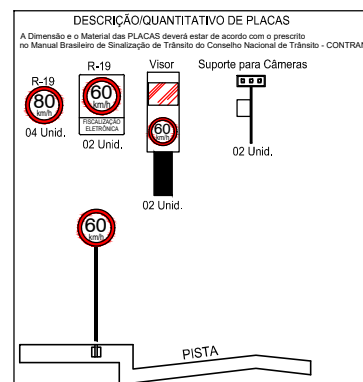 DESCRIÇÃO/QUANTITATIVO DE PLACAS
A Dimensão e o Material das PLACAS deverá estar de acordo com o prescrito
no Manual Brasileiro de Sinalização de Trânsito do Conselho Nacional de Trânsito - CONTRAN
R-19
80
km/h
04 Unid.
R-19
60
km/h
FISCALIZAÇÃO
ELETRÔNICA
02 Unid.
Visor
60
km/h
02 Unid.
Suporte para Câmeras
02 Unid.
60
km/h
PISTA